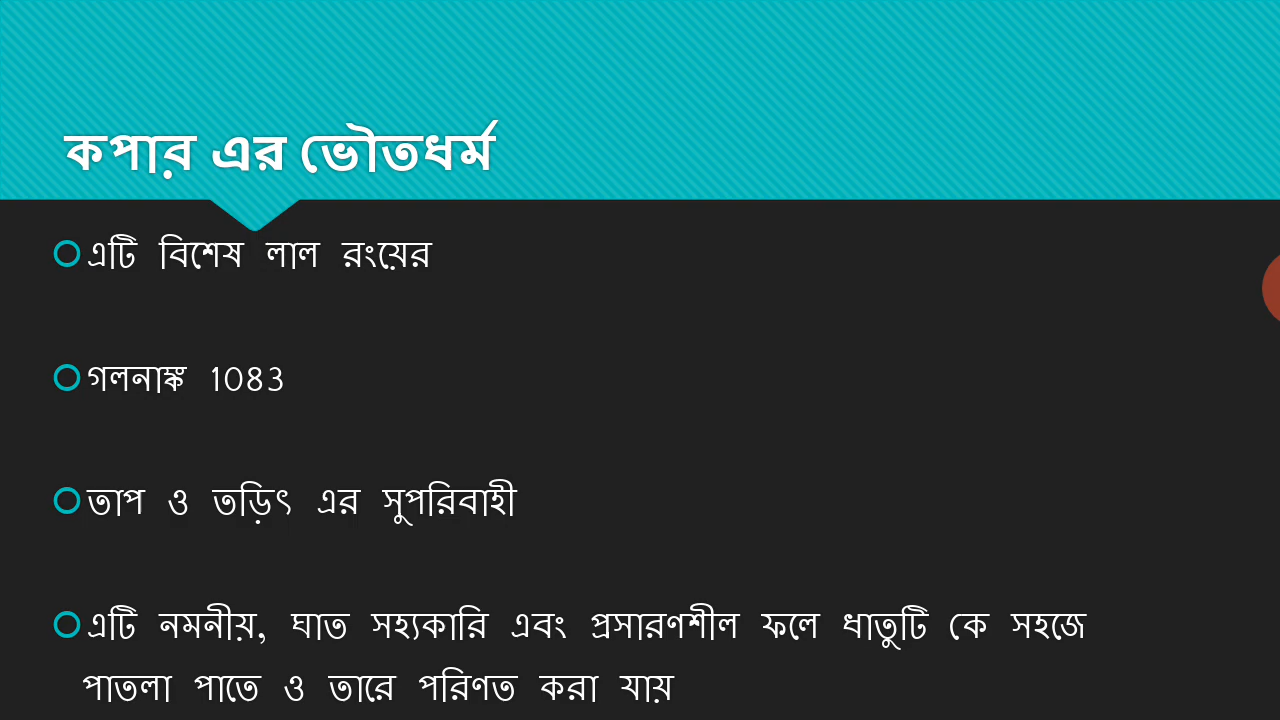 কপার এর ভৌতধর্ম
এটি বিশেষ লাল রংয়ের
গলনাঙ্ক 1083
তাপ ও তড়িৎ এর সুপরিবাহী
এটি নমনীয়, ঘাত সহ্যকারি এবং প্রসারণশীল ফলে ধাতুটি কে সহজে
পাতলা পাতে ও তারে পরিণত করা যায়